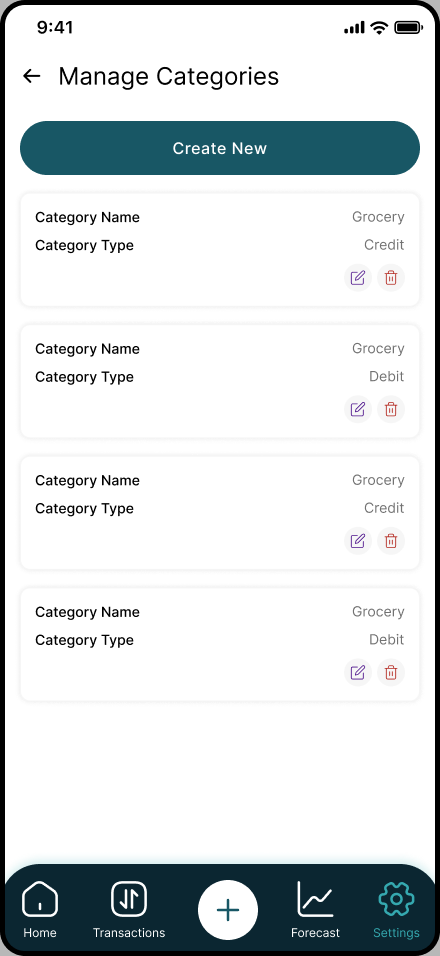 9:41
Manage Categories
Create New
Category Name Grocery
Category Type Credit
Category Name Grocery
Category Type Debit
Category Name Grocery
Category Type Credit
Category Name Grocery
Category Type Debit
Home Transactions Forecast Settings